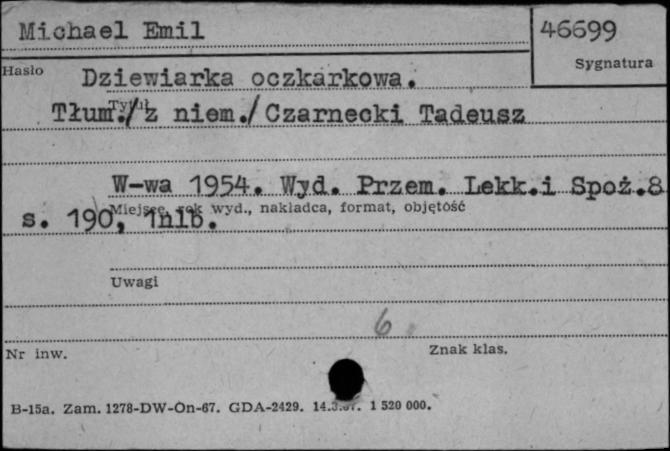 Michael Emil
46699
Hasło
Sygnatura
Dziewiarka oczkarkowa.
Tytuł
Tłum./z niem./Czarnecki Tadeusz
W-wa 1954. Wyd. Przem. Lekk.i Spoż.8
Miejsce, rok wyd., nakładca, format, objętość
s. 190, 1nlb.
Uwagi
6
Nr inw.
Znak klas.
B-15a. Zam. 1278-DW-On-67. GDA-2429. 1 520 000.